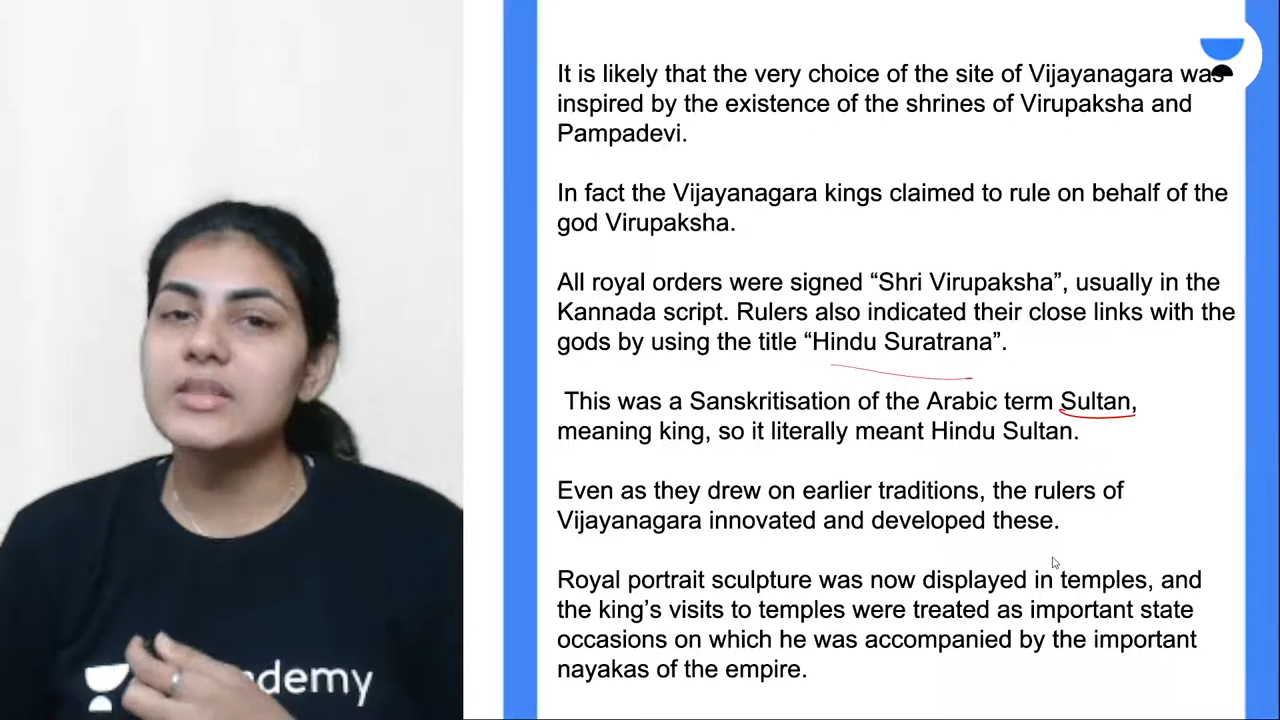 It is likely that the very choice of the site of Vijayanagara was
inspired by the existence of the shrines of Virupaksha and
Pampadevi.
In fact the Vijayanagara kings claimed to rule on behalf of the
god Virupaksha.
All royal orders were signed “Shri Virupaksha”, usually in the
Kannada script. Rulers also indicated their close links with the
gods by using the title “Hindu Suratrana”.
This was a Sanskritisation of the Arabic term Sultan,
meaning king, so it literally meant Hindu Sultan.
Even as they drew on earlier traditions, the rulers of
Vijayanagara innovated and developed these.
Royal portrait sculpture was now displayed in temples, and
the king’s visits to temples were treated as important state
occasions on which he was accompanied by the important
nayakas of the empire.
demy